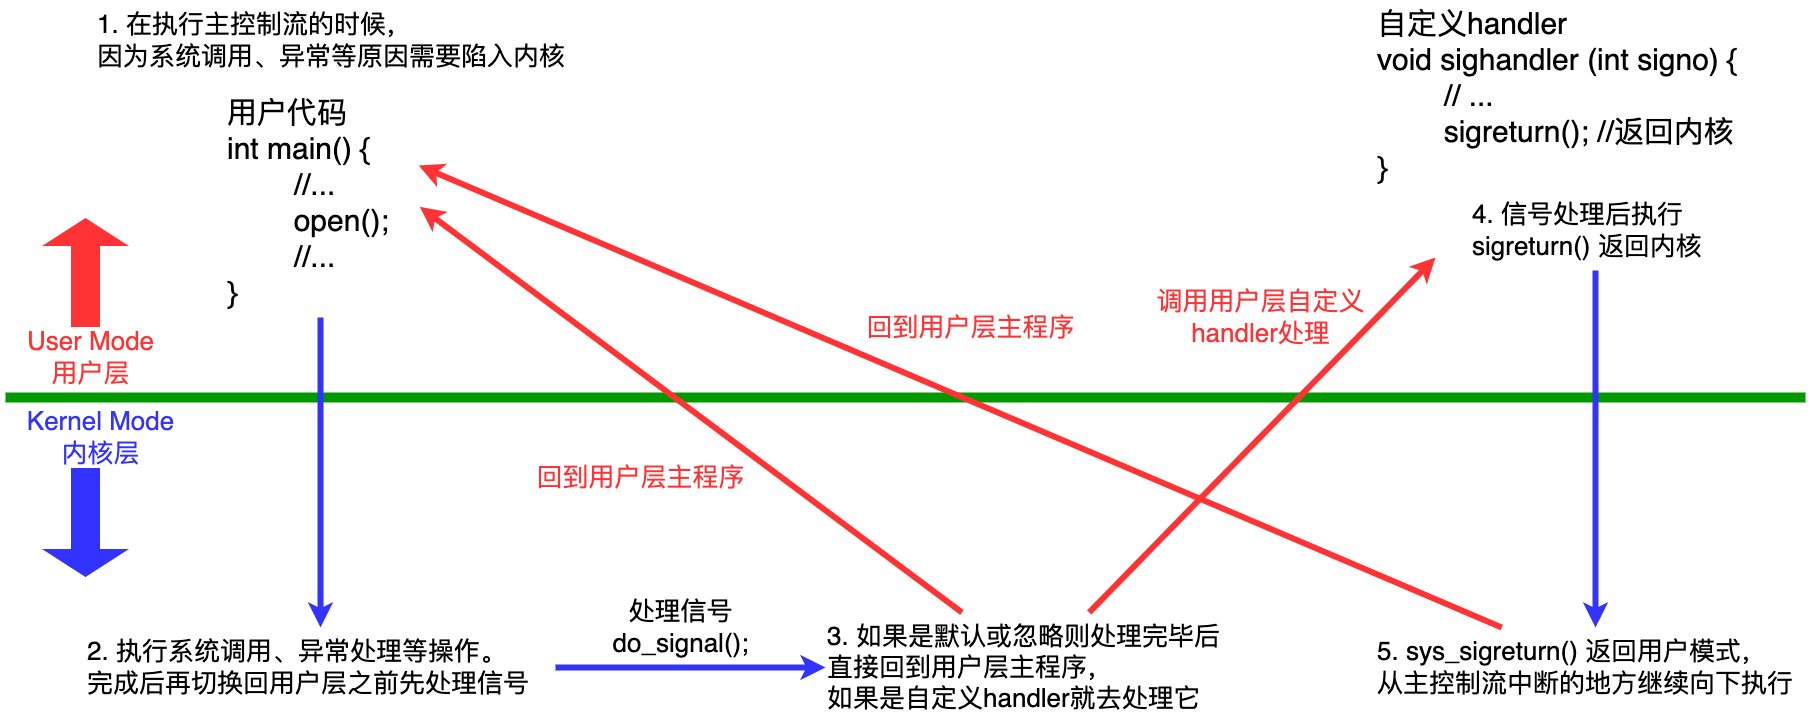 1. 在执行主控制流的时候，
因为系统调用、异常等原因需要陷入内核
用户代码
int main() {
//...
open();
//...
}
自定义handler
void sighandler (int signo) {
// ...
sigreturn(); //返回内核
}
4. 信号处理后执行
sigreturn() 返回内核
User Mode
用户层
Kernel Mode
内核层
回到用户层主程序
调用用户层自定义
handler处理
回到用户层主程序
2. 执行系统调用、异常处理等操作。
完成后再切换回用户层之前先处理信号
处理信号
do_signal();
3. 如果是默认或忽略则处理完毕后
直接回到用户层主程序，
如果是自定义handler就去处理它
5. sys_sigreturn() 返回用户模式，
从主控制流中断的地方继续向下执行